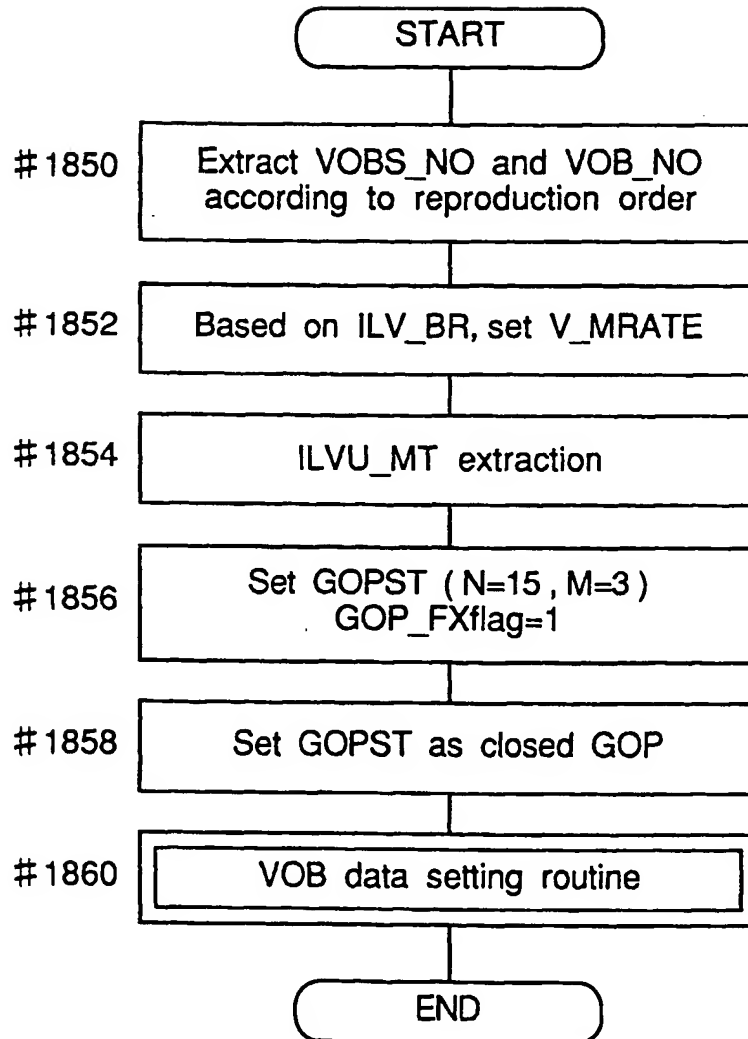 START
#1850
Extract VOBS_NO and VOB_NO
according to reproduction order
#1852
Based on ILV_BR, set V_MRATE
#1854
ILVU_MT extraction
#1856
Set GOPST (N=15, M=3)
GOP_FXflag=1
#1858
Set GOPST as closed GOP
#1860
VOB data setting routine
END